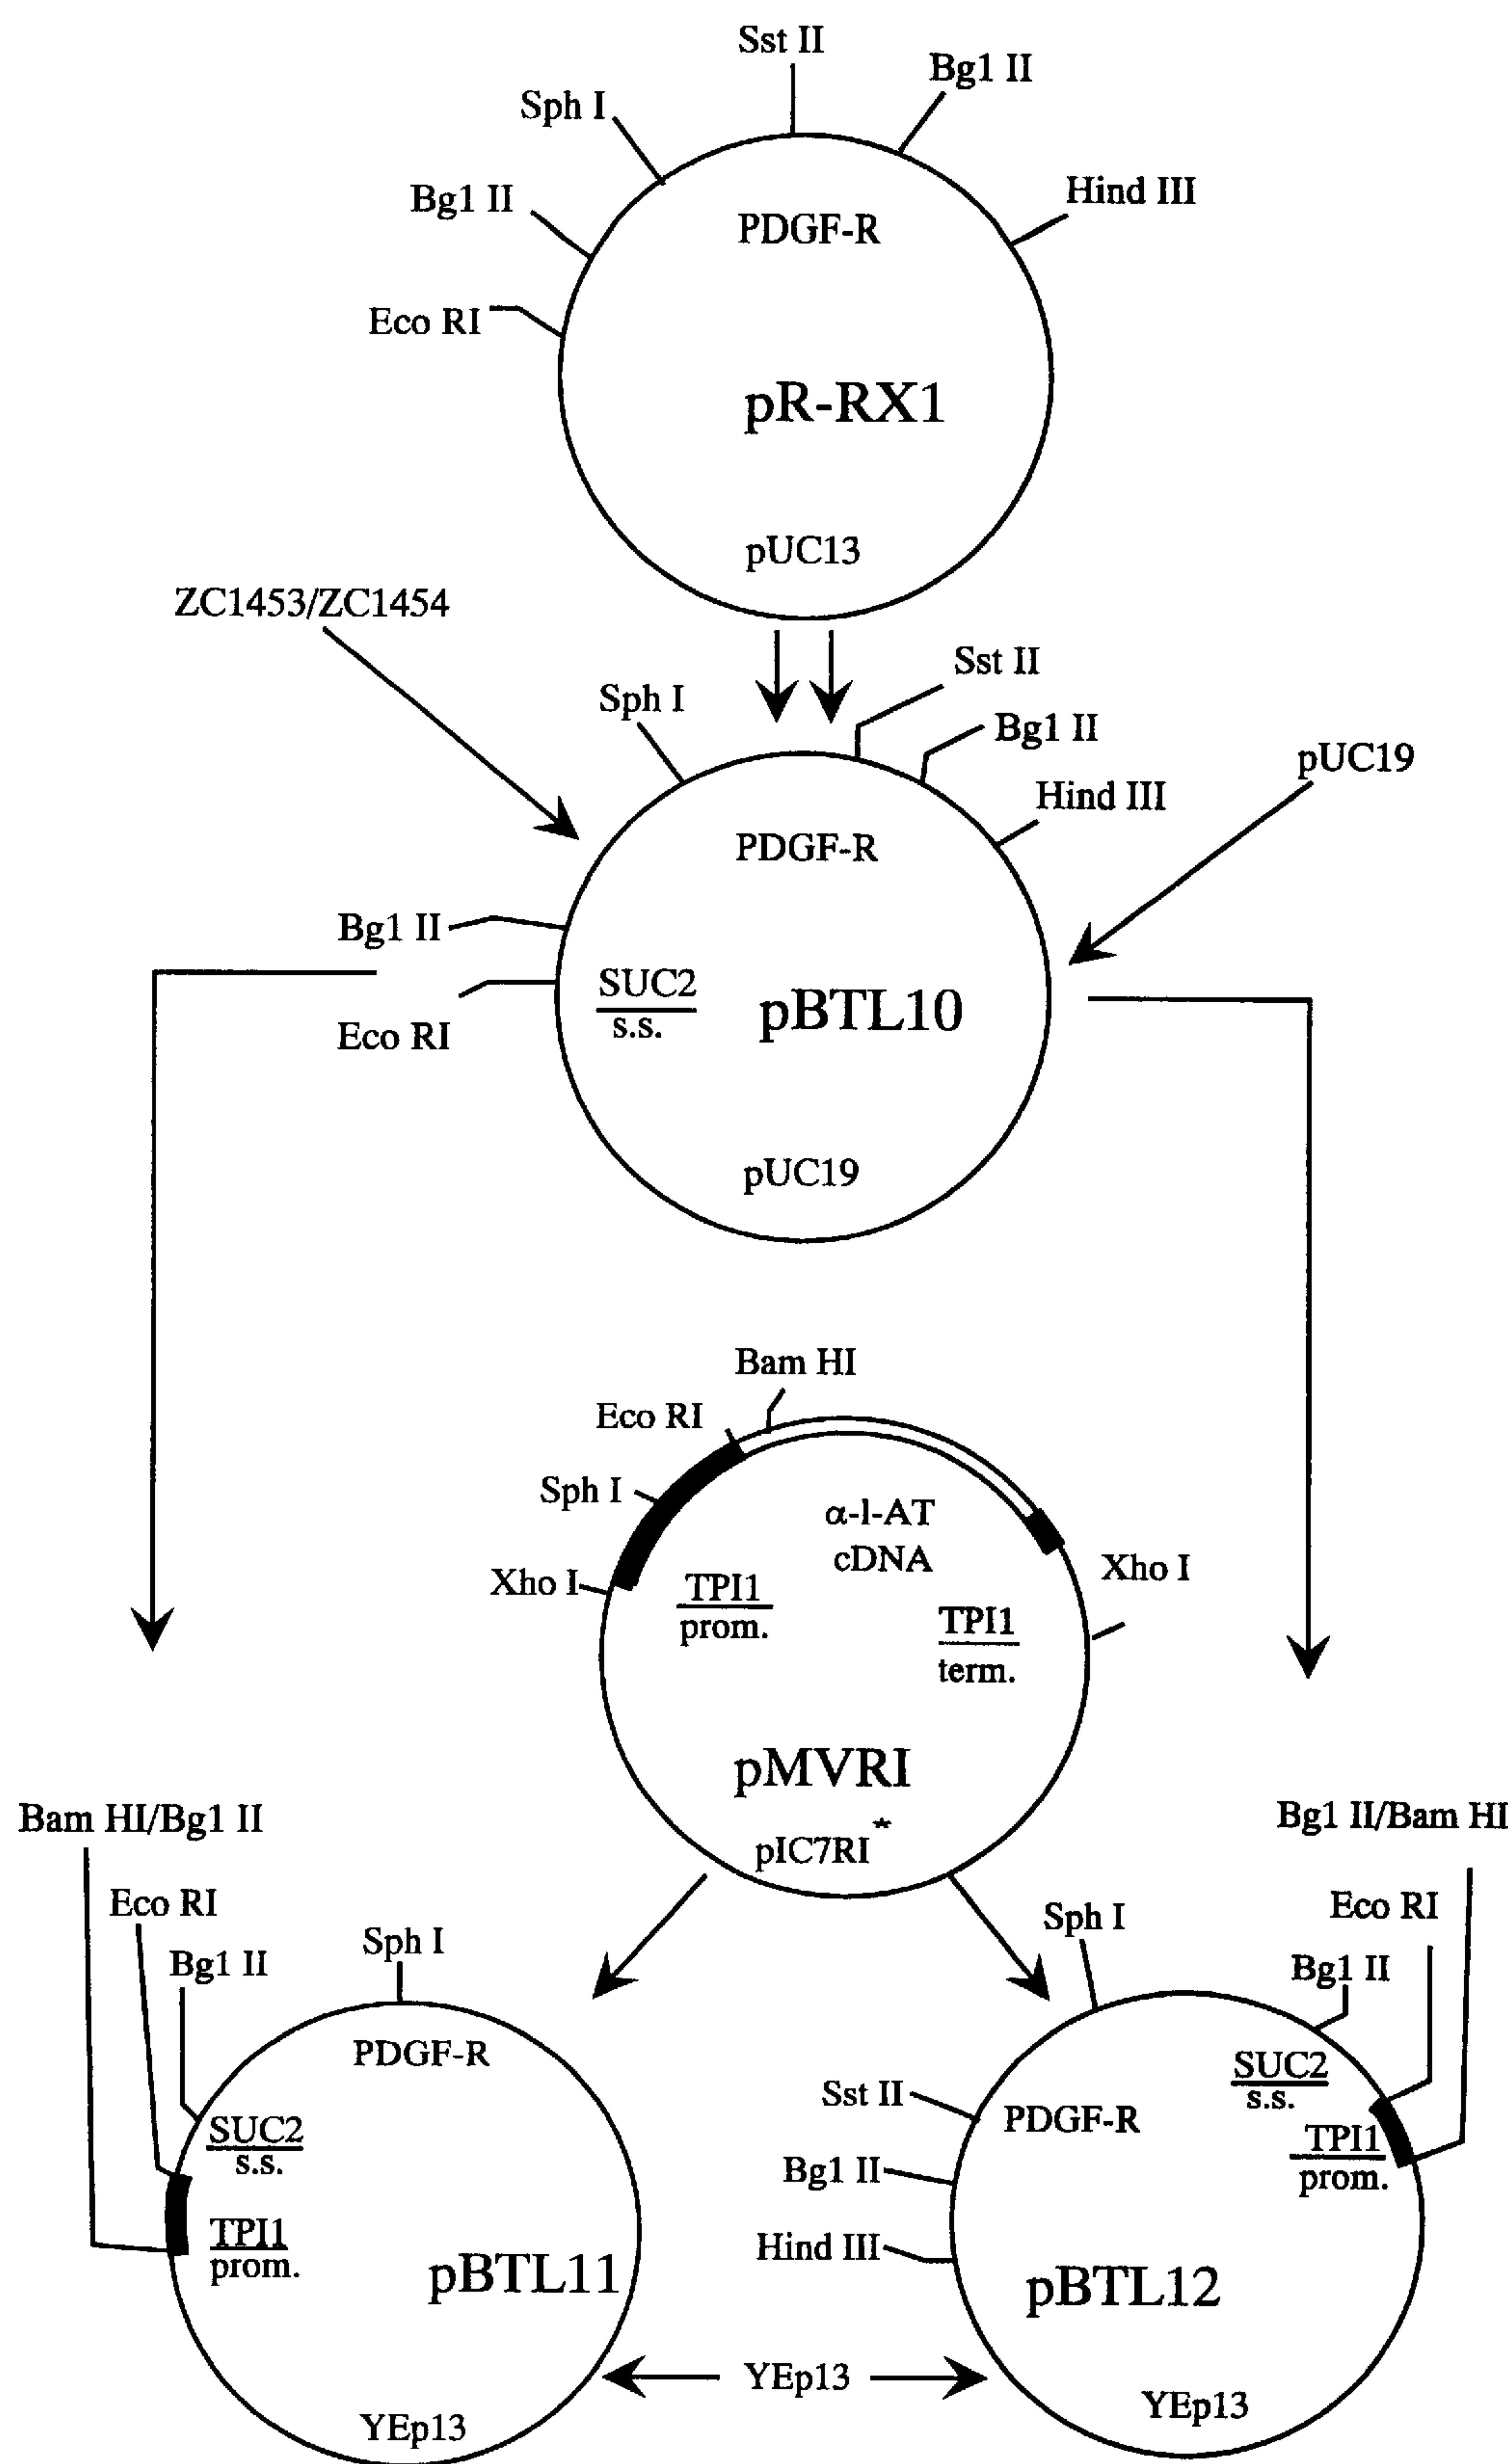 Sst II
Bg1 II
Sph I
Hind III
Bg1 II
PDGF-R
Eco RI
pR-RX1
pUC13
ZC1453/ZC1454
Sst II
Sph I
Bg1 II
pUC19
Hind III
PDGF-R
Bg1 II
SUC2
s.s.
pBTL10
Eco RI
pUC19
Bam HI
Eco RI
Sph I
α-l-AT
cDNA
Xho I
Xho I
TPI1
prom.
TPI1
term.
pMVRI
pIC7RI*
Bam HI/Bg1 II
Bg1 II/Bam HI
Eco RI
Bg1 II
Sph I
PDGF-R
SUC2
s.s.
TPI1
prom.
pBTL11
YEp13
Sph I
Eco RI
Bg1 II
SUC2
s.s.
Sst II
PDGF-R
TPI1
prom.
Bg1 II
Hind III
pBTL12
YEp13
YEp13